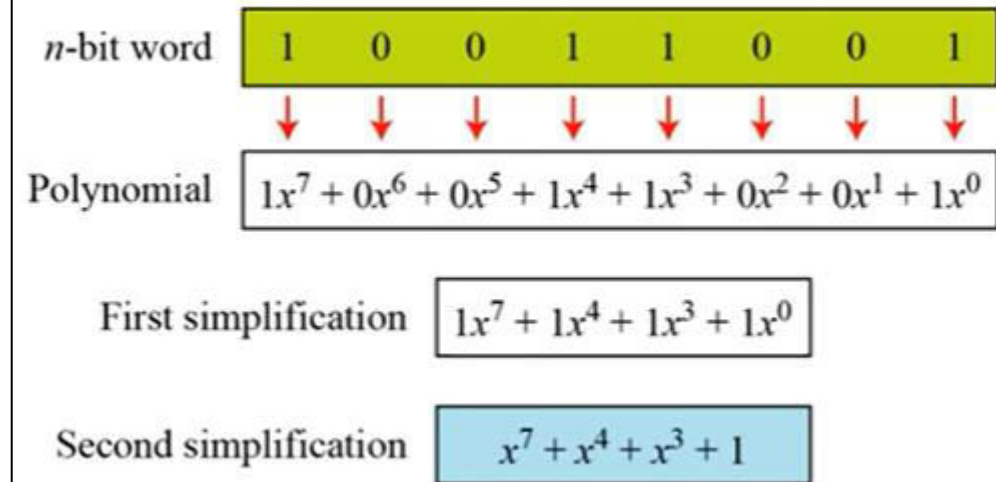 n-bit word 1 0 0 1 1 0 0 1
Polynomial 1x⁷ + 0x⁶ + 0x⁵ + 1x⁴ + 1x³ + 0x² + 0x¹ + 1x⁰
First simplification 1x⁷ + 1x⁴ + 1x³ + 1x⁰
Second simplification x⁷ + x⁴ + x³ + 1